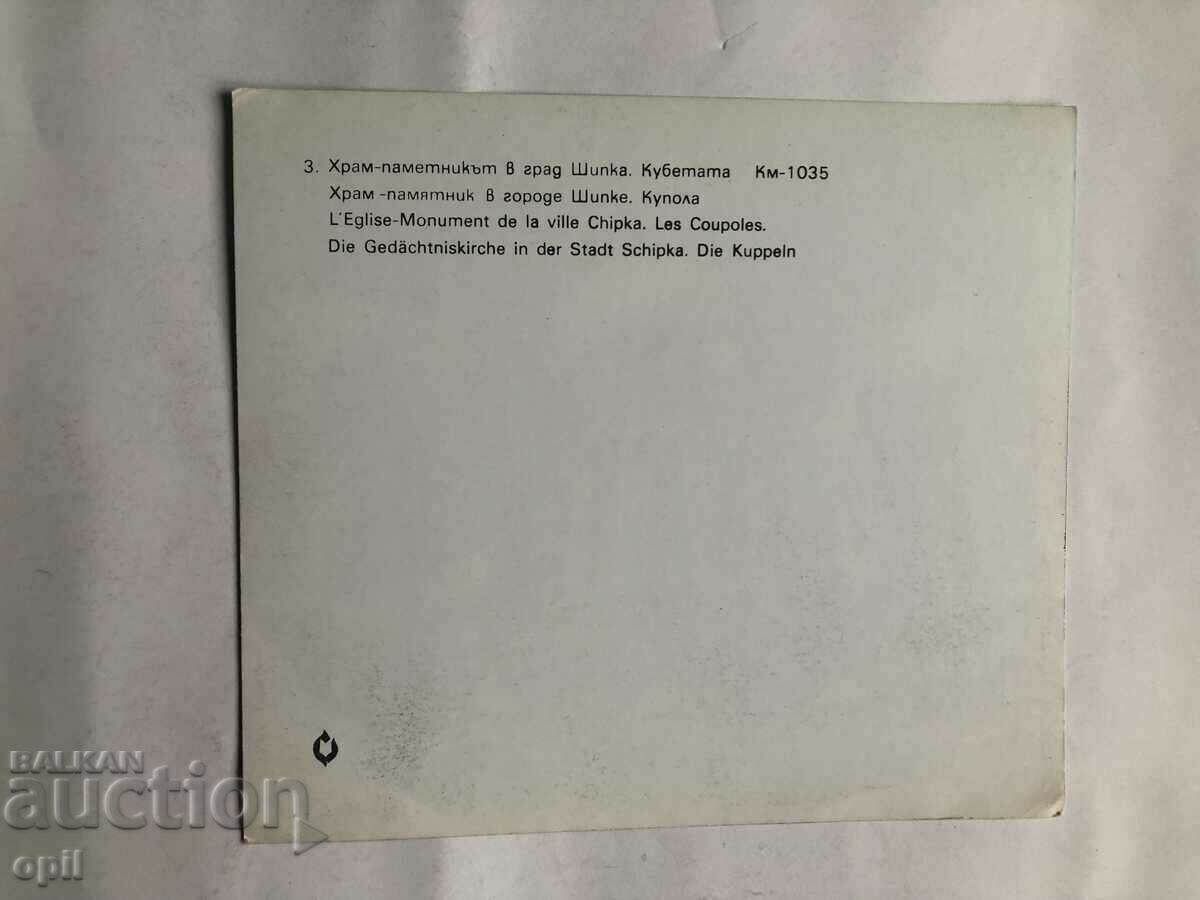 3. Храм-паметникът в град Шипка. Кубетата Км-1035
Храм-памятник в городе Шипке. Купола
L'Eglise-Monument de la ville Chipka. Les Coupoles.
Die Gedächtniskirche in der Stadt Schipka. Die Kuppeln
BALKAN
auction
opil